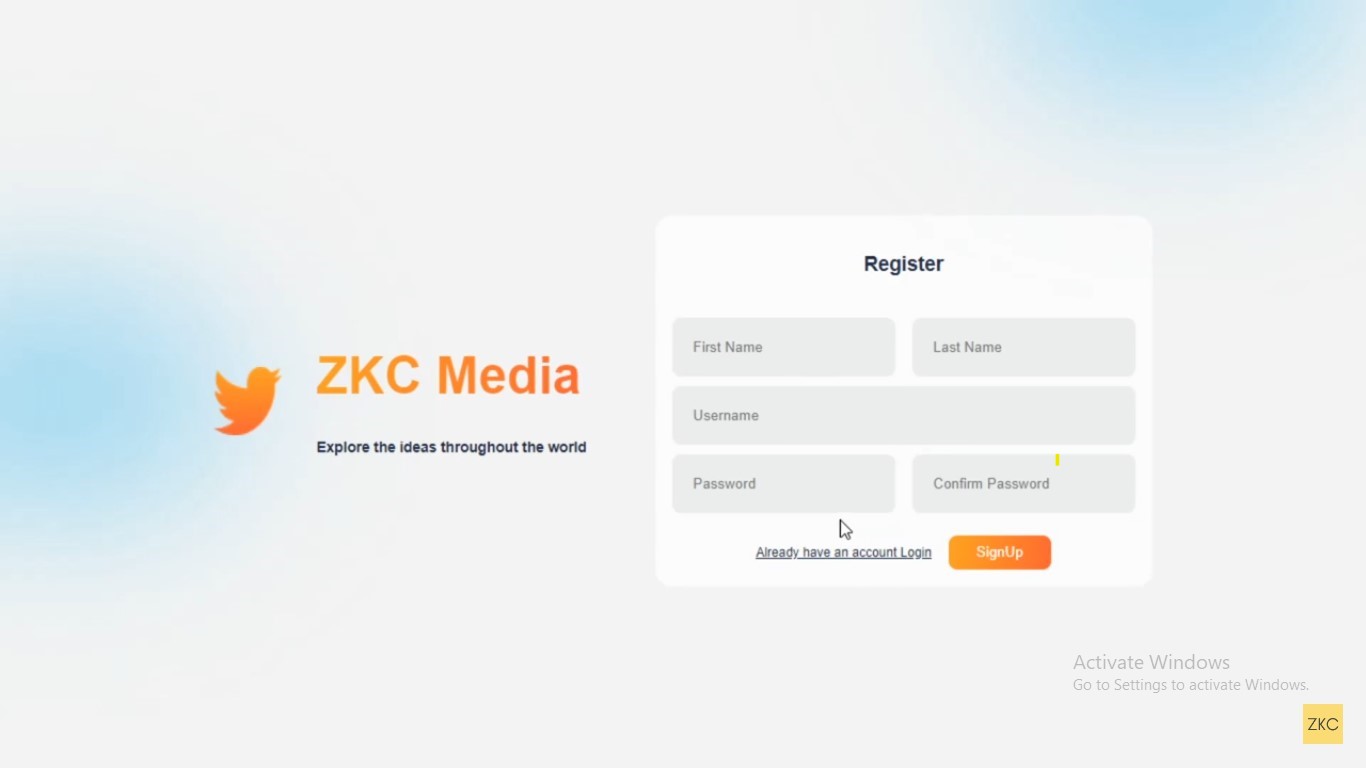 ZKC Media
Explore the ideas throughout the world
Register
First Name
Last Name
Username
Password
Confirm Password
Already have an account Login
SignUp
Activate Windows
Go to Settings to activate Windows.
ZKC